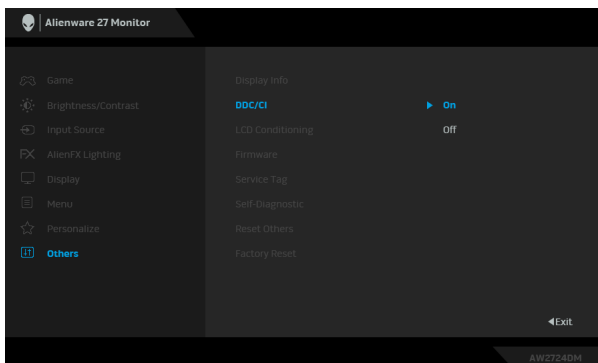 Alienware 27 Monitor
Game
Display Info
Brightness/Contrast
DDC/CI
On
Input Source
LCD Conditioning
Off
AlienFX Lighting
Firmware
Display
Service Tag
Menu
Self-Diagnostic
Personalize
Reset Others
Others
Factory Reset
Exit
AW2724DM